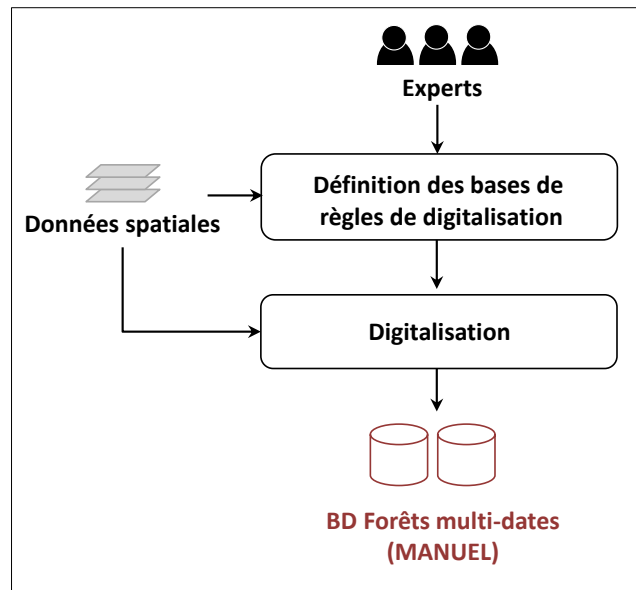 Experts
Définition des bases de
règles de digitalisation
Données spatiales
Digitalisation
BD Forêts multi-dates
(MANUEL)